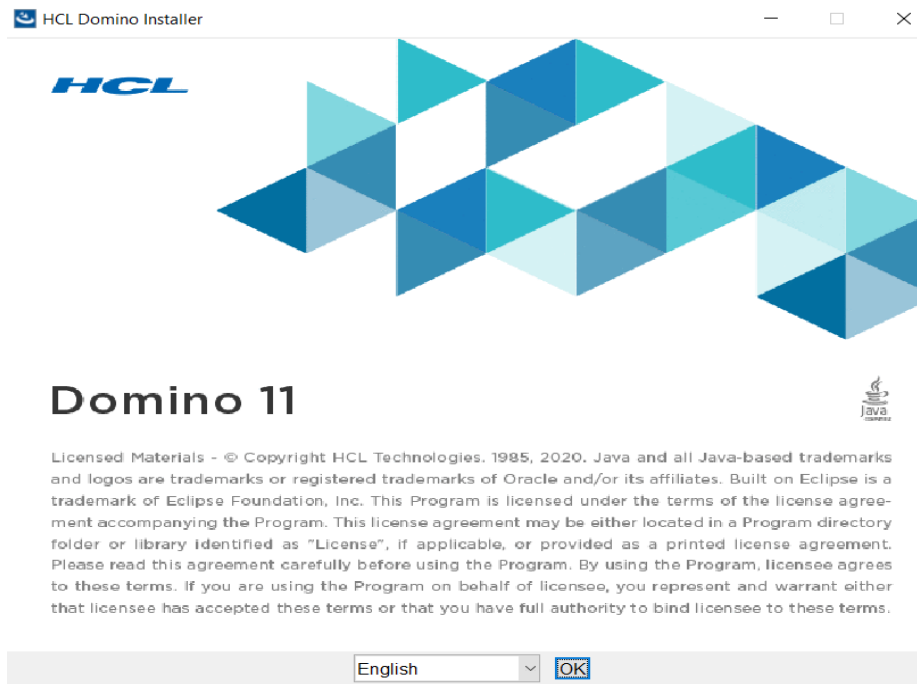 HCL Domino Installer
HCL
Domino 11
Java
Licensed Materials - © Copyright HCL Technologies. 1985, 2020. Java and all Java-based trademarks
and logos are trademarks or registered trademarks of Oracle and/or its affiliates. Built on Eclipse is a
trademark of Eclipse Foundation, Inc. This Program is licensed under the terms of the license agree-
ment accompanying the Program. This license agreement may be either located in a Program directory
folder or library identified as "License", if applicable, or provided as a printed license agreement.
Please read this agreement carefully before using the Program. By using the Program, licensee agrees
to these terms. If you are using the Program on behalf of licensee, you represent and warrant either
that licensee has accepted these terms or that you have full authority to bind licensee to these terms.
English
OK